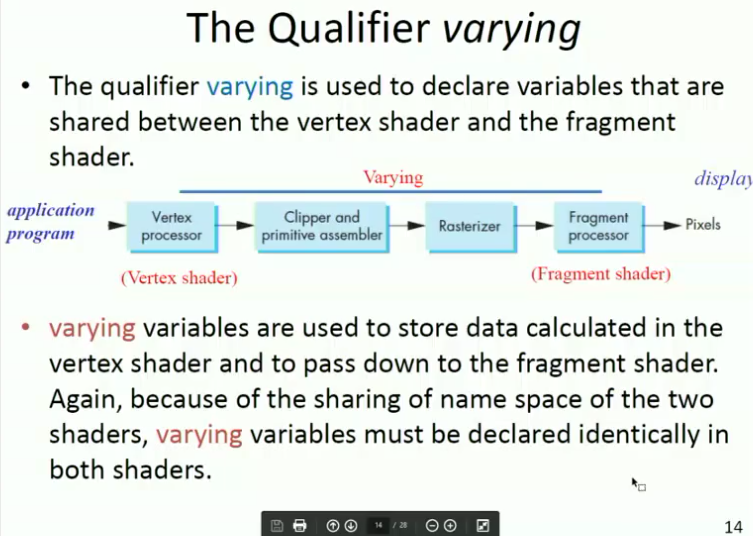 The Qualifier varying
• The qualifier varying is used to declare variables that are
shared between the vertex shader and the fragment
shader.
Varying
display
application
program
Vertex
processor
Clipper and
primitive assembler
Rasterizer
Fragment
processor
Pixels
(Vertex shader)
(Fragment shader)
• varying variables are used to store data calculated in the
vertex shader and to pass down to the fragment shader.
Again, because of the sharing of name space of the two
shaders, varying variables must be declared identically in
both shaders.
14 / 28
14